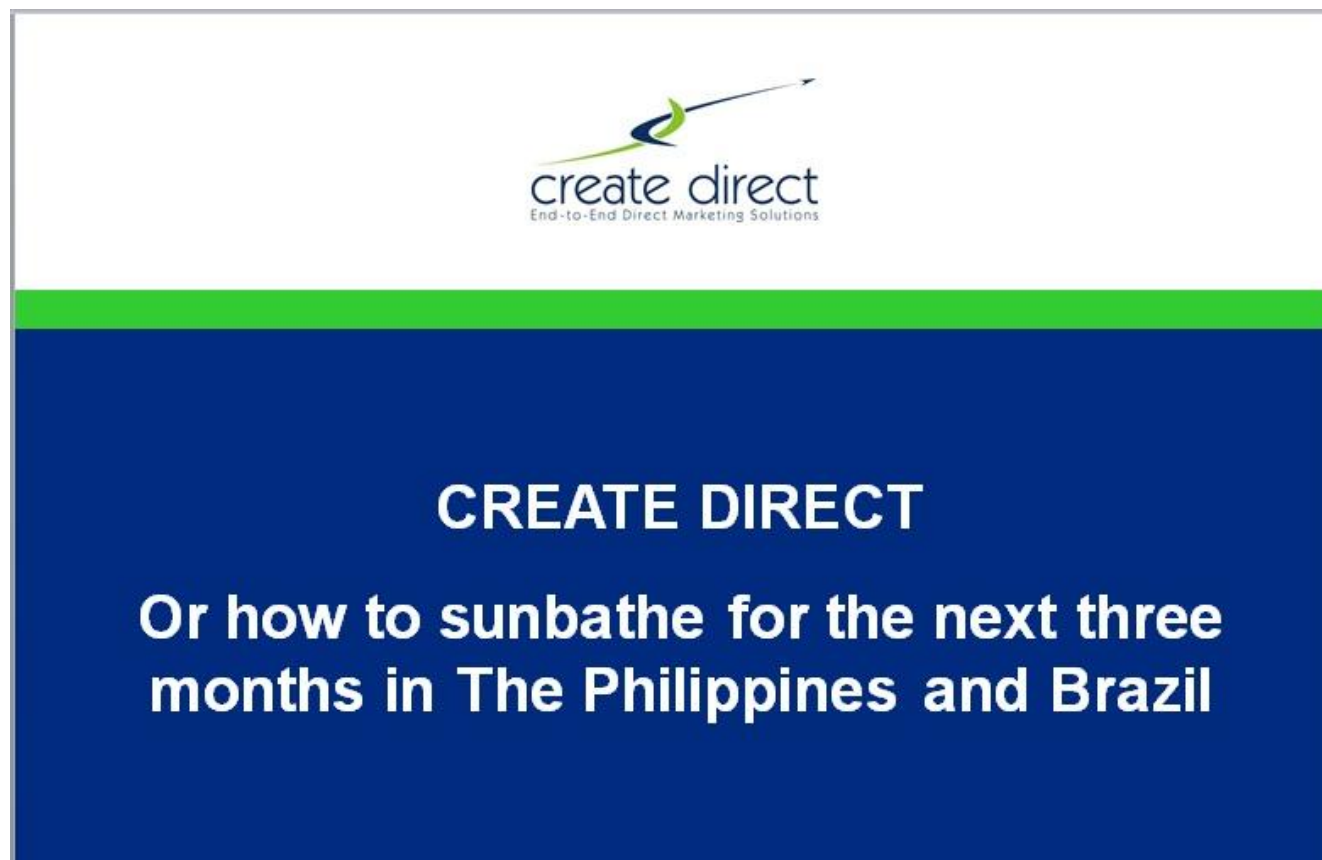 create direct
End-to-End Direct Marketing Solutions
CREATE DIRECT
Or how to sunbathe for the next three
months in The Philippines and Brazil